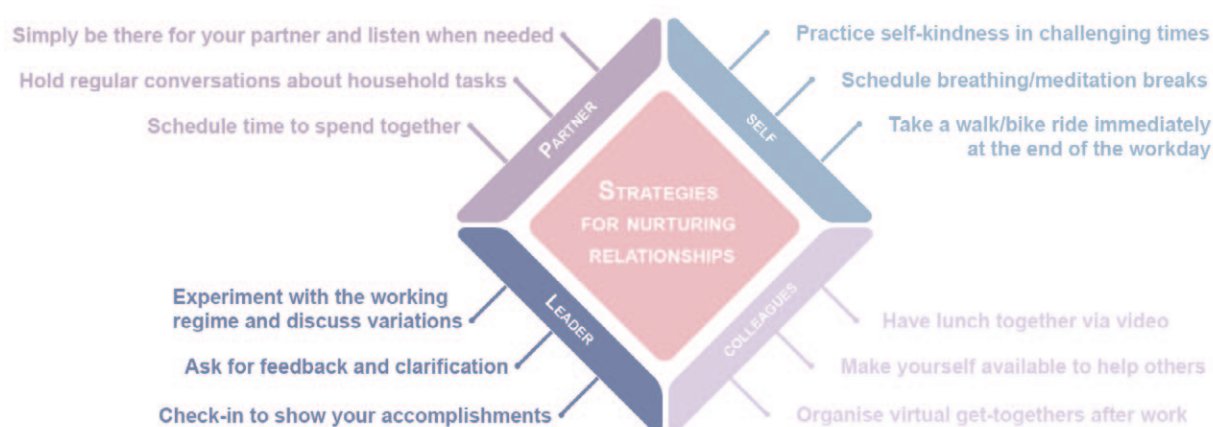 Simply be there for your partner and listen when needed
Hold regular conversations about household tasks
Schedule time to spend together
PARTNER
Practice self-kindness in challenging times
Schedule breathing/meditation breaks
Take a walk/bike ride immediately
at the end of the workday
SELF
STRATEGIES
FOR NURTURING
RELATIONSHIPS
Experiment with the working
regime and discuss variations
Ask for feedback and clarification
Check-in to show your accomplishments
LEADER
Have lunch together via video
Make yourself available to help others
Organise virtual get-togethers after work
COLLEAGUES